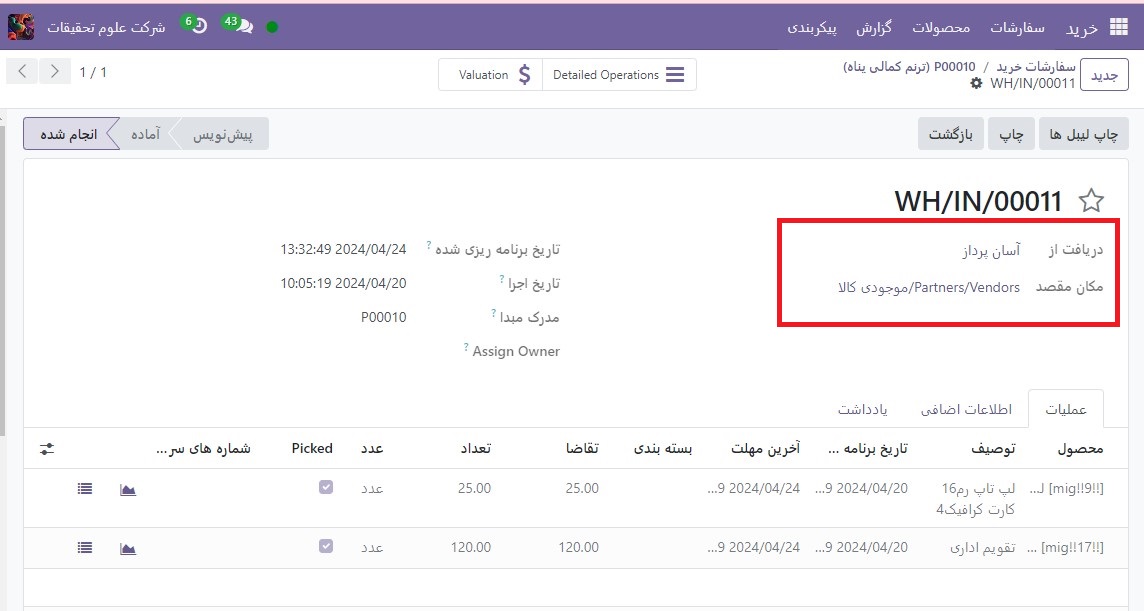 خرید سفارشات محصولات گزارش پیکربندی 43 6 شرکت علوم تحقیقات
جدید سفارشات خرید / P00010 (ترنم کمالی پناه)
WH/IN/00011
Detailed Operations Valuation 1 / 1
چاپ لیبل ها چاپ بازگشت پیش‌نویس آماده انجام شده
WH/IN/00011
دریافت از آسان پرداز
مکان مقصد Partners/Vendors/موجودی کالا
تاریخ برنامه ریزی شده ? 2024/04/24 13:32:49
تاریخ اجرا ? 2024/04/20 10:05:19
مدرک مبدا ? P00010
Assign Owner ?
عملیات اطلاعات اضافی یادداشت
محصول توصیف تاریخ برنامه ... آخرین مهلت بسته بندی تقاضا تعداد عدد Picked شماره های سر...
[mig!!9!!] ل... لپ تاپ رم16 2024/04/20 9... 2024/04/24 9... 25.00 25.00 عدد
کارت کرافیک4
[mig!!17!!] ... تقویم اداری 2024/04/20 9... 2024/04/24 9... 120.00 120.00 عدد